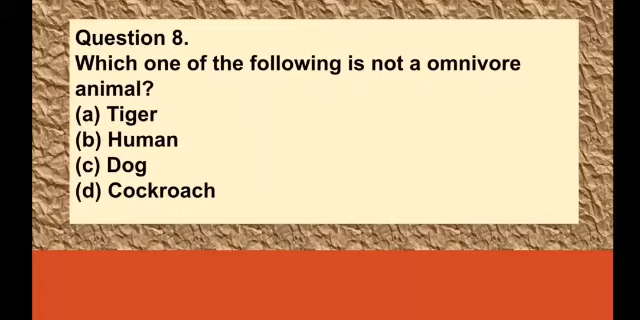 Question 8.
Which one of the following is not a omnivore
animal?
(a) Tiger
(b) Human
(c) Dog
(d) Cockroach